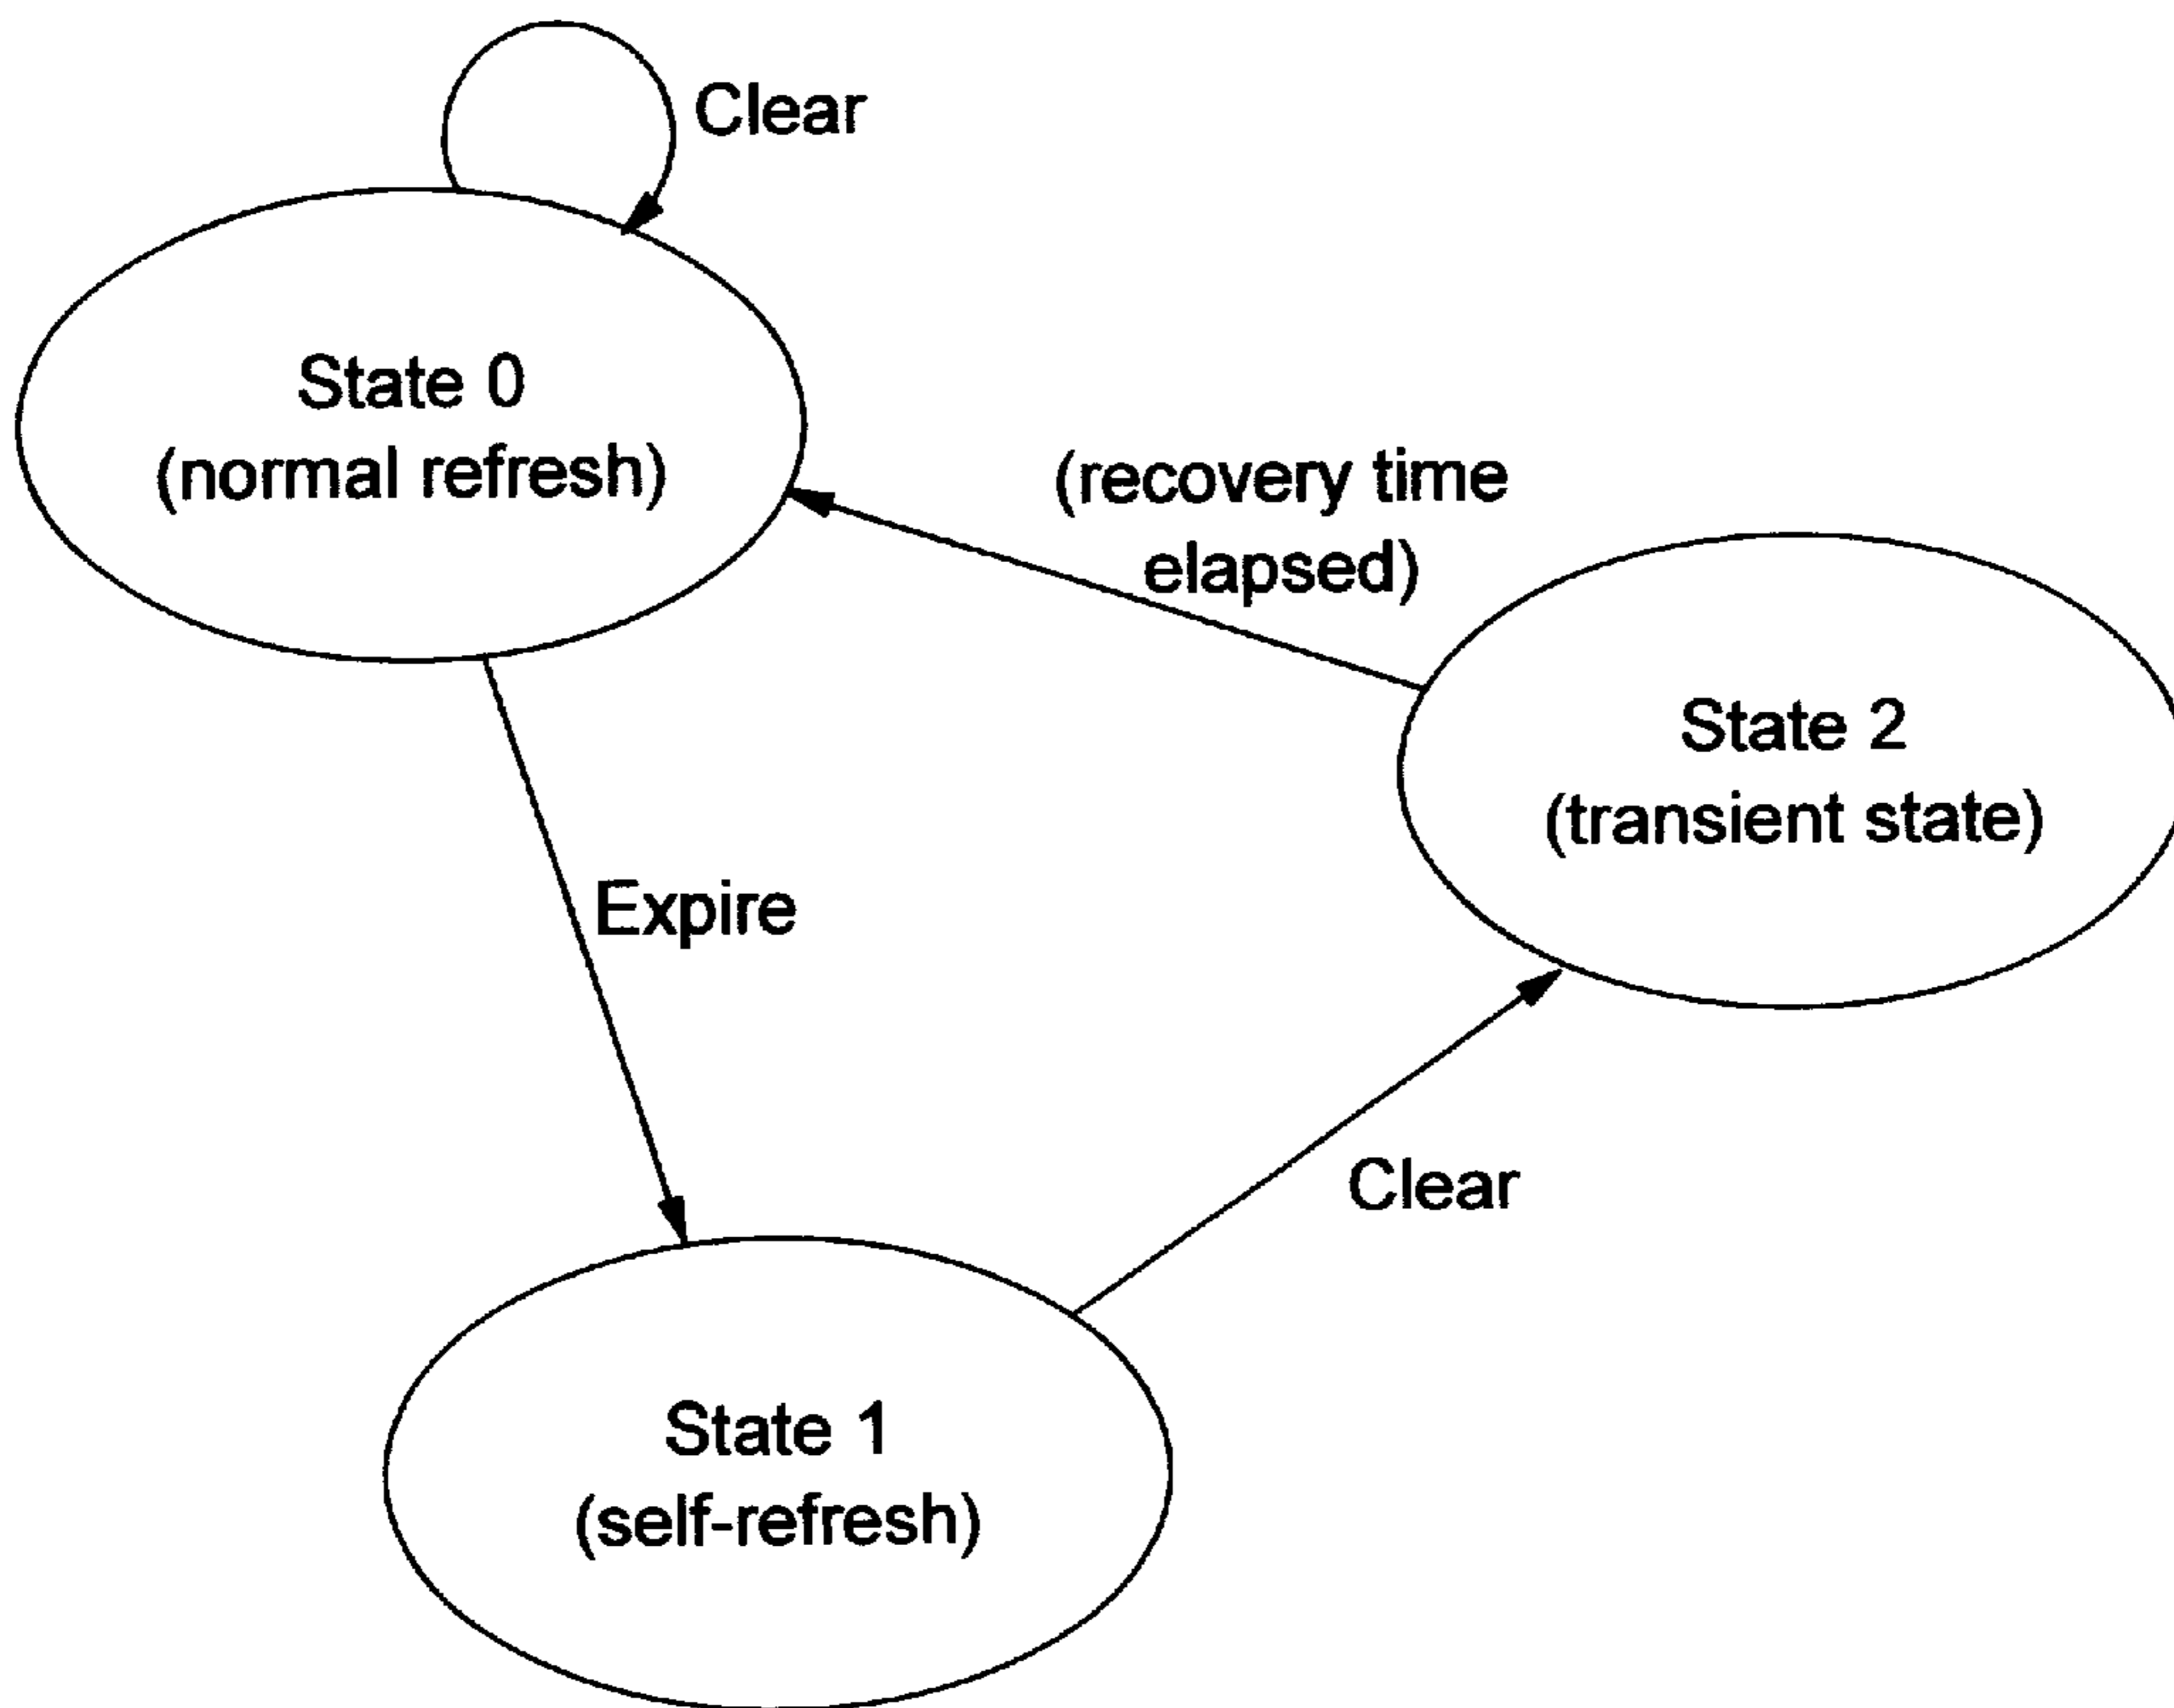 Clear
State 0
(normal refresh)
(recovery time
elapsed)
State 2
(transient state)
Expire
Clear
State 1
(self-refresh)